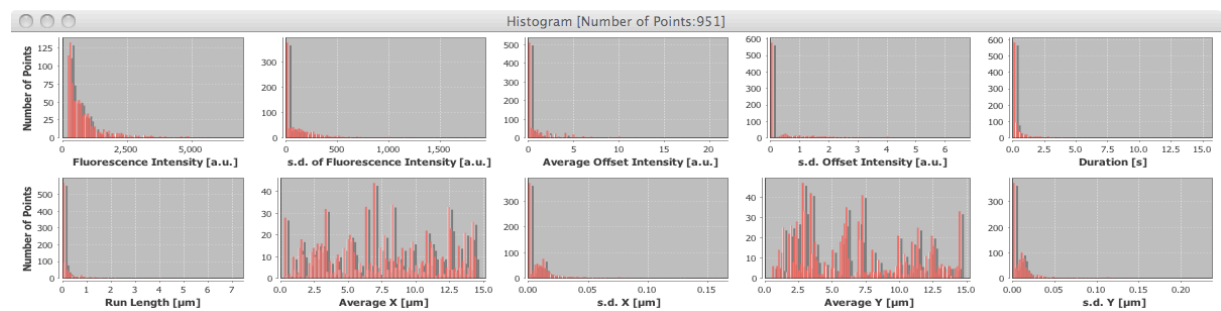 Histogram [Number of Points:951]
Number of Points
125
100
75
50
25
0
0 2,500 5,000
Fluorescence Intensity [a.u.]
300
200
100
0
0 500 1,000 1,500
s.d. of Fluorescence Intensity [a.u.]
500
400
300
200
100
0
0 5 10 15 20
Average Offset Intensity [a.u.]
600
500
400
300
200
100
0
0 1 2 3 4 5 6
s.d. Offset Intensity [a.u.]
600
500
400
300
200
100
0
0.0 2.5 5.0 7.5 10.0 12.5 15.0
Duration [s]
Number of Points
500
400
300
200
100
0
0 1 2 3 4 5 6 7
Run Length [µm]
40
30
20
10
0
0.0 2.5 5.0 7.5 10.0 12.5 15.0
Average X [µm]
300
200
100
0
0.00 0.05 0.10 0.15
s.d. X [µm]
40
30
20
10
0
0.0 2.5 5.0 7.5 10.0 12.5 15.0
Average Y [µm]
300
200
100
0
0.00 0.05 0.10 0.15 0.20
s.d. Y [µm]